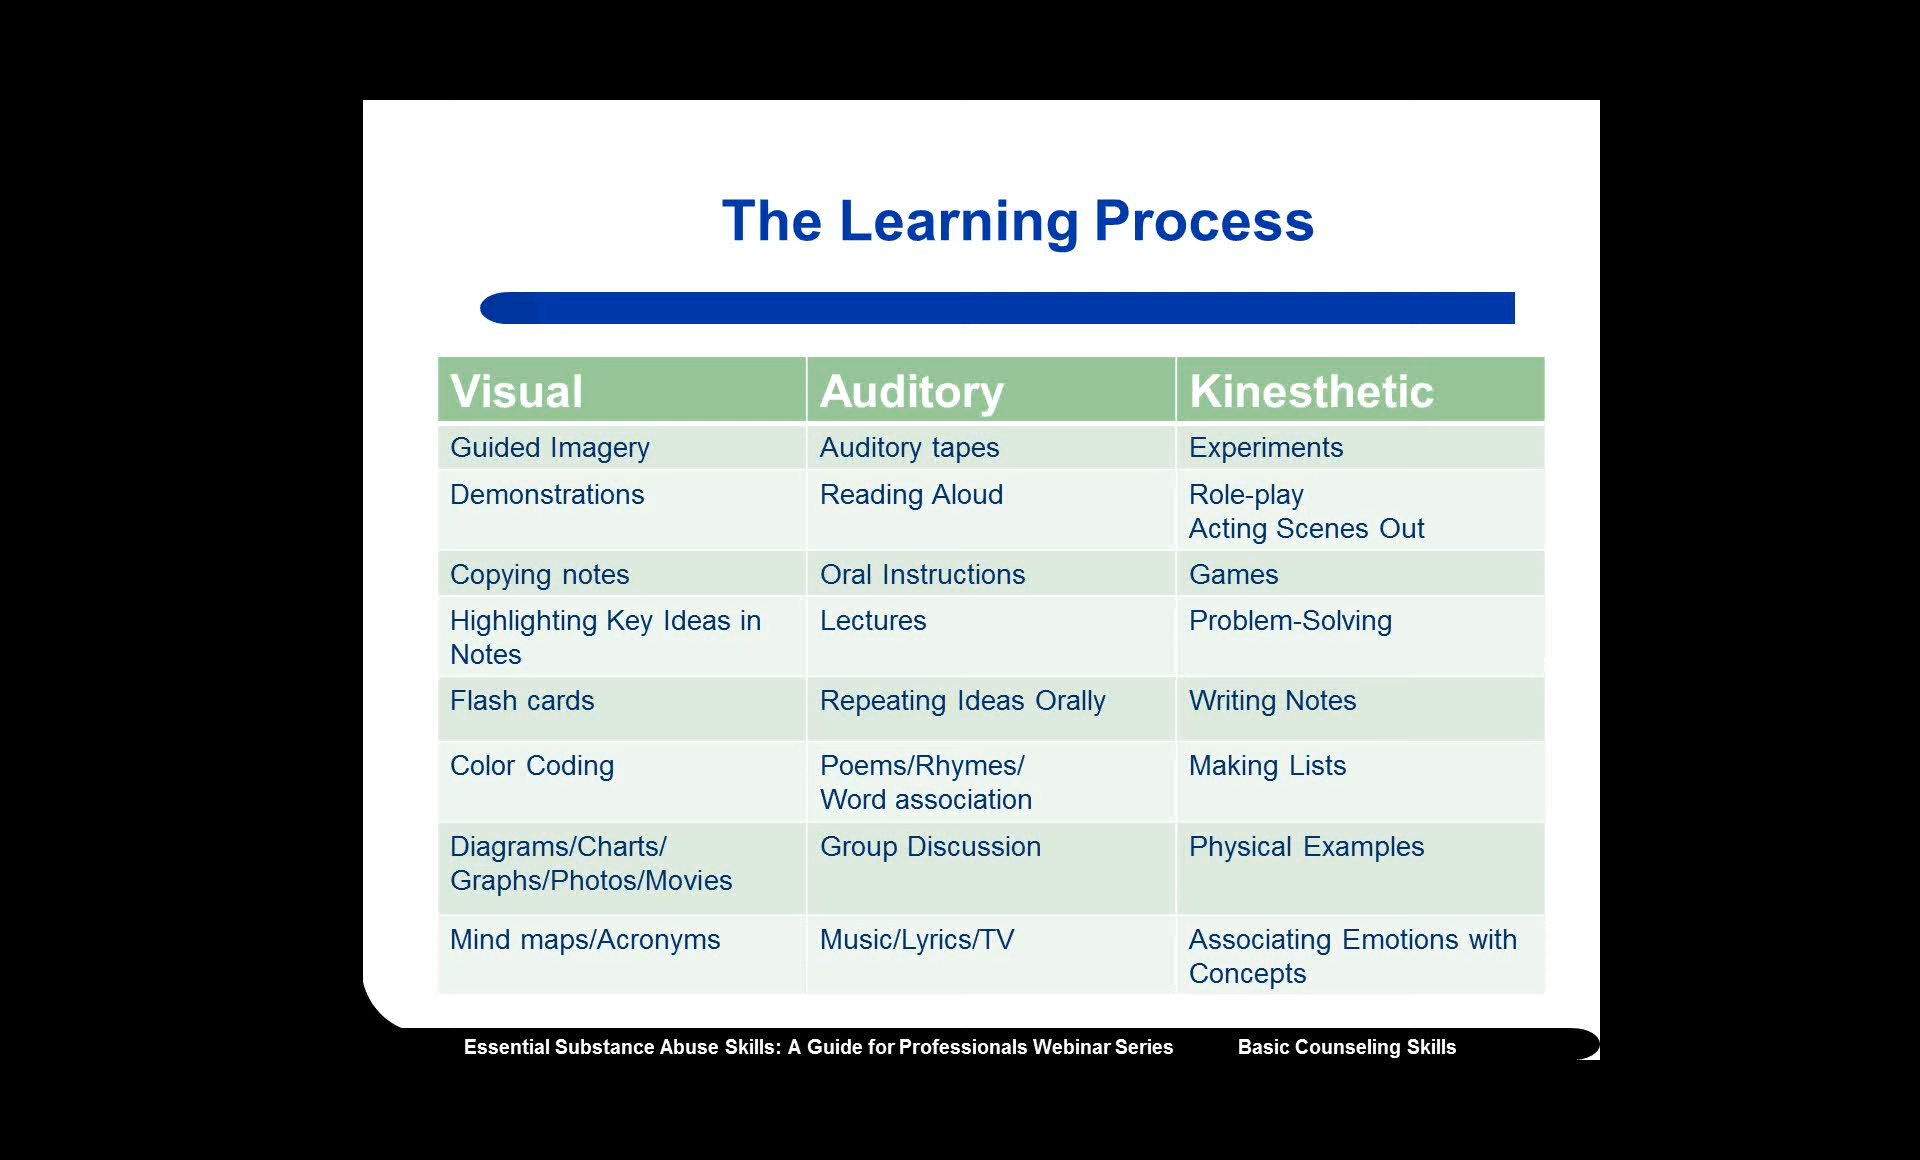 The Learning Process
Visual Auditory Kinesthetic
Guided Imagery Auditory tapes Experiments
Demonstrations Reading Aloud Role-play
Acting Scenes Out
Copying notes Oral Instructions Games
Highlighting Key Ideas in Lectures Problem-Solving
Notes
Flash cards Repeating Ideas Orally Writing Notes
Color Coding Poems/Rhymes/ Making Lists
Word association
Diagrams/Charts/ Group Discussion Physical Examples
Graphs/Photos/Movies
Mind maps/Acronyms Music/Lyrics/TV Associating Emotions with
Concepts
Essential Substance Abuse Skills: A Guide for Professionals Webinar Series Basic Counseling Skills